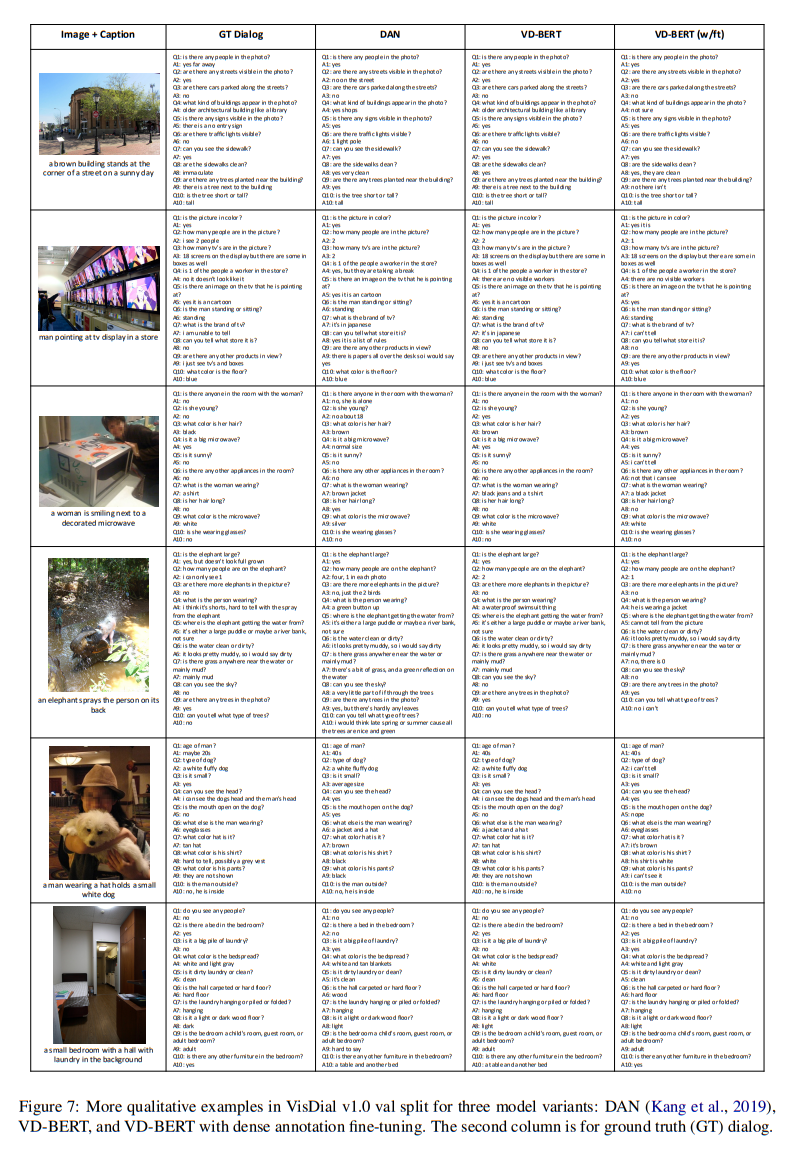 Image + Caption
GT Dialog
DAN
VD-BERT
VD-BERT (w/ft)
a brown building stands at the
corner of a street on a sunny day
Q1: is there any people in the photo?
A1: yes far away
Q2: are there any streets visible in the photo?
A2: yes
Q3: are there cars parked along the streets?
A3: no
Q4: what kind of buildings appear in the photo?
A4: older architectural building like a library
Q5: is there any signs visible in the photo?
A5: there is a no entry sign
Q6: are there traffic lights visible?
A6: no
Q7: can you see the sidewalk?
A7: yes
Q8: are the sidewalks clean?
A8: immaculate
Q9: are there any trees planted near the building?
A9: there is a tree next to the building
Q10: is the tree short or tall?
A10: tall
Q1: is there any people in the photo?
A1: yes
Q2: are there any streets visible in the photo?
A2: no on the street
Q3: are there cars parked along the streets?
A3: no
Q4: what kind of buildings appear in the photo?
A4: yes shops
Q5: is there any signs visible in the photo?
A5: yes
Q6: are there traffic lights visible?
A6: 1 light pole
Q7: can you see the sidewalk?
A7: yes
Q8: are the sidewalks clean?
A8: yes very clean
Q9: are there any trees planted near the building?
A9: yes
Q10: is the tree short or tall?
A10: tall
Q1: is there any people in the photo?
A1: yes
Q2: are there any streets visible in the photo?
A2: yes
Q3: are there cars parked along the streets?
A3: no
Q4: what kind of buildings appear in the photo?
A4: older architectural building like a library
Q5: is there any signs visible in the photo?
A5: yes
Q6: are there traffic lights visible?
A6: no
Q7: can you see the sidewalk?
A7: yes
Q8: are the sidewalks clean?
A8: yes
Q9: are there any trees planted near the building?
A9: there is a tree next to the building
Q10: is the tree short or tall?
A10: tall
Q1: is there any people in the photo?
A1: yes
Q2: are there any streets visible in the photo?
A2: yes
Q3: are there cars parked along the streets?
A3: no
Q4: what kind of buildings appear in the photo?
A4: not sure
Q5: is there any signs visible in the photo?
A5: yes
Q6: are there traffic lights visible?
A6: no
Q7: can you see the sidewalk?
A7: yes
Q8: are the sidewalks clean?
A8: yes, they are clean
Q9: are there any trees planted near the building?
A9: no there isn't
Q10: is the tree short or tall?
A10: tall
man pointing at tv display in a store
Q1: is the picture in color?
A1: yes
Q2: how many people are in the picture?
A2: i see 2 people
Q3: how many tv's are in the picture?
A3: 18 screens on the display but there are some in
boxes as well
Q4: is 1 of the people a worker in the store?
A4: no it doesn't look like it
Q5: is there an image on the tv that he is pointing
at?
A5: yes it is an cartoon
Q6: is the man standing or sitting?
A6: standing
Q7: what is the brand of tv?
A7: i am unable to tell
Q8: can you tell what store it is?
A8: no
Q9: are there any other products in view?
A9: i just see tv's and boxes
Q10: what color is the floor?
A10: blue
Q1: is the picture in color?
A1: yes
Q2: how many people are in the picture?
A2: 2
Q3: how many tv's are in the picture?
A3: 2
Q4: is 1 of the people a worker in the store?
A4: yes, but they are taking a break
Q5: is there an image on the tv that he is pointing
at?
A5: yes it is an cartoon
Q6: is the man standing or sitting?
A6: standing
Q7: what is the brand of tv?
A7: it's in japanese
Q8: can you tell what store it is?
A8: yes it is a list of rules
Q9: are there any other products in view?
A9: there is papers all over the desk so i would say
yes
Q10: what color is the floor?
A10: blue
Q1: is the picture in color?
A1: yes
Q2: how many people are in the picture?
A2: 2
Q3: how many tv's are in the picture?
A3: 18 screens on the display but there are some in
boxes as well
Q4: is 1 of the people a worker in the store?
A4: there are no visible workers
Q5: is there an image on the tv that he is pointing
at?
A5: yes it is an cartoon
Q6: is the man standing or sitting?
A6: standing
Q7: what is the brand of tv?
A7: it's in japanese
Q8: can you tell what store it is?
A8: no
Q9: are there any other products in view?
A9: i just see tv's and boxes
Q10: what color is the floor?
A10: blue
Q1: is the picture in color?
A1: yes it is
Q2: how many people are in the picture?
A2: 1
Q3: how many tv's are in the picture?
A3: 18 screens on the display but there are some in
boxes as well
Q4: is 1 of the people a worker in the store?
A4: there are no visible workers
Q5: is there an image on the tv that he is pointing
at?
A5: yes
Q6: is the man standing or sitting?
A6: standing
Q7: what is the brand of tv?
A7: i can't tell
Q8: can you tell what store it is?
A8: no
Q9: are there any other products in view?
A9: yes
Q10: what color is the floor?
A10: blue
a woman is smiling next to a
decorated microwave
Q1: is there anyone in the room with the woman?
A1: no
Q2: is she young?
A2: no
Q3: what color is her hair?
A3: black
Q4: is it a big microwave?
A4: yes
Q5: is it sunny?
A5: no
Q6: is there any other appliances in the room?
A6: no
Q7: what is the woman wearing?
A7: a shirt
Q8: is her hair long?
A8: no
Q9: what color is the microwave?
A9: white
Q10: is she wearing glasses?
A10: no
Q1: is there anyone in the room with the woman?
A1: no, she is alone
Q2: is she young?
A2: no about 18
Q3: what color is her hair?
A3: brown
Q4: is it a big microwave?
A4: normal size
Q5: is it sunny?
A5: no
Q6: is there any other appliances in the room?
A6: no
Q7: what is the woman wearing?
A7: brown jacket
Q8: is her hair long?
A8: yes
Q9: what color is the microwave?
A9: silver
Q10: is she wearing glasses?
A10: no
Q1: is there anyone in the room with the woman?
A1: no
Q2: is she young?
A2: yes
Q3: what color is her hair?
A3: brown
Q4: is it a big microwave?
A4: yes
Q5: is it sunny?
A5: no
Q6: is there any other appliances in the room?
A6: no
Q7: what is the woman wearing?
A7: black jeans and a t shirt
Q8: is her hair long?
A8: no
Q9: what color is the microwave?
A9: white
Q10: is she wearing glasses?
A10: no
Q1: is there anyone in the room with the woman?
A1: no
Q2: is she young?
A2: yes
Q3: what color is her hair?
A3: brown
Q4: is it a big microwave?
A4: yes
Q5: is it sunny?
A5: i can't tell
Q6: is there any other appliances in the room?
A6: not that i can see
Q7: what is the woman wearing?
A7: a black jacket
Q8: is her hair long?
A8: no
Q9: what color is the microwave?
A9: white
Q10: is she wearing glasses?
A10: no
an elephant sprays the person on its
back
Q1: is the elephant large?
A1: yes, but doesn't look full grown
Q2: how many people are on the elephant?
A2: i can only see 1
Q3: are there more elephants in the picture?
A3: no
Q4: what is the person wearing?
A4: i think it's shorts, hard to tell with the spray
from the elephant
Q5: where is the elephant getting the water from?
A5: it's either a large puddle or maybe a river bank,
not sure
Q6: is the water clean or dirty?
A6: it looks pretty muddy, so i would say dirty
Q7: is there grass anywhere near the water or
mainly mud?
A7: mainly mud
Q8: can you see the sky?
A8: no
Q9: are there any trees in the photo?
A9: yes
Q10: can you tell what type of trees?
A10: no
Q1: is the elephant large?
A1: yes
Q2: how many people are on the elephant?
A2: four, 1 in each photo
Q3: are there more elephants in the picture?
A3: no, just the 2 birds
Q4: what is the person wearing?
A4: a green button up
Q5: where is the elephant getting the water from?
A5: it's either a large puddle or maybe a river bank,
not sure
Q6: is the water clean or dirty?
A6: it looks pretty muddy, so i would say dirty
Q7: is there grass anywhere near the water or
mainly mud?
A7: there's a bit of grass, and a green reflection on
the water
Q8: can you see the sky?
A8: a very little part of if through the trees
Q9: are there any trees in the photo?
A9: yes, but there's hardly any leaves
Q10: can you tell what type of trees?
A10: i would think late spring or summer cause all
the trees are nice and green
Q1: is the elephant large?
A1: yes
Q2: how many people are on the elephant?
A2: 2
Q3: are there more elephants in the picture?
A3: no
Q4: what is the person wearing?
A4: a waterproof swimsuit thing
Q5: where is the elephant getting the water from?
A5: it's either a large puddle or maybe a river bank,
not sure
Q6: is the water clean or dirty?
A6: it looks pretty muddy, so i would say dirty
Q7: is there grass anywhere near the water or
mainly mud?
A7: mainly mud
Q8: can you see the sky?
A8: no
Q9: are there any trees in the photo?
A9: yes
Q10: can you tell what type of trees?
A10: no
Q1: is the elephant large?
A1: yes
Q2: how many people are on the elephant?
A2: 1
Q3: are there more elephants in the picture?
A3: no
Q4: what is the person wearing?
A4: he is wearing a jacket
Q5: where is the elephant getting the water from?
A5: cannot tell from the picture
Q6: is the water clean or dirty?
A6: it looks pretty muddy, so i would say dirty
Q7: is there grass anywhere near the water or
mainly mud?
A7: no, there is 0
Q8: can you see the sky?
A8: no
Q9: are there any trees in the photo?
A9: yes
Q10: can you tell what type of trees?
A10: no i can't
a man wearing a hat holds a small
white dog
Q1: age of man?
A1: maybe 20s
Q2: type of dog?
A2: a white fluffy dog
Q3: is it small?
A3: yes
Q4: can you see the head?
A4: i can see the dogs head and the man's head
Q5: is the mouth open on the dog?
A5: no
Q6: what else is the man wearing?
A6: eyeglasses
Q7: what color hat is it?
A7: tan hat
Q8: what color is his shirt?
A8: hard to tell, possibly a grey vest
Q9: what color is his pants?
A9: they are not shown
Q10: is the man outside?
A10: no, he is inside
Q1: age of man?
A1: 40s
Q2: type of dog?
A2: a white fluffy dog
Q3: is it small?
A3: average size
Q4: can you see the head?
A4: yes
Q5: is the mouth open on the dog?
A5: yes
Q6: what else is the man wearing?
A6: a jacket and a hat
Q7: what color hat is it?
A7: brown
Q8: what color is his shirt?
A8: black
Q9: what color is his pants?
A9: black
Q10: is the man outside?
A10: no, he is inside
Q1: age of man?
A1: 40s
Q2: type of dog?
A2: a white fluffy dog
Q3: is it small?
A3: yes
Q4: can you see the head?
A4: i can see the dogs head and the man's head
Q5: is the mouth open on the dog?
A5: no
Q6: what else is the man wearing?
A6: a jacket and a hat
Q7: what color hat is it?
A7: tan hat
Q8: what color is his shirt?
A8: white
Q9: what color is his pants?
A9: they are not shown
Q10: is the man outside?
A10: no, he is inside
Q1: age of man?
A1: 40s
Q2: type of dog?
A2: i can't tell
Q3: is it small?
A3: yes
Q4: can you see the head?
A4: yes
Q5: is the mouth open on the dog?
A5: nope
Q6: what else is the man wearing?
A6: eyeglasses
Q7: what color hat is it?
A7: it's brown
Q8: what color is his shirt?
A8: his shirt is white
Q9: what color is his pants?
A9: i can't see it
Q10: is the man outside?
A10: no
a small bedroom with a hall with
laundry in the background
Q1: do you see any people?
A1: no
Q2: is there a bed in the bedroom?
A2: yes
Q3: is it a big pile of laundry?
A3: no
Q4: what color is the bedspread?
A4: white and light gray
Q5: is it dirty laundry or clean?
A5: clean
Q6: is the hall carpeted or hard floor?
A6: hard floor
Q7: is the laundry hanging or piled or folded?
A7: hanging
Q8: is it a light or dark wood floor?
A8: dark
Q9: is the bedroom a child's room, guest room, or
adult bedroom?
A9: adult
Q10: is there any other furniture in the bedroom?
A10: yes
Q1: do you see any people?
A1: no
Q2: is there a bed in the bedroom?
A2: no
Q3: is it a big pile of laundry?
A3: yes
Q4: what color is the bedspread?
A4: white and tan blankets
Q5: is it dirty laundry or clean?
A5: it's clean
Q6: is the hall carpeted or hard floor?
A6: wood
Q7: is the laundry hanging or piled or folded?
A7: hanging
Q8: is it a light or dark wood floor?
A8: light
Q9: is the bedroom a child's room, guest room, or
adult bedroom?
A9: hard to say
Q10: is there any other furniture in the bedroom?
A10: a table and another bed
Q1: do you see any people?
A1: no
Q2: is there a bed in the bedroom?
A2: yes
Q3: is it a big pile of laundry?
A3: no
Q4: what color is the bedspread?
A4: white
Q5: is it dirty laundry or clean?
A5: clean
Q6: is the hall carpeted or hard floor?
A6: hard floor
Q7: is the laundry hanging or piled or folded?
A7: hanging
Q8: is it a light or dark wood floor?
A8: light
Q9: is the bedroom a child's room, guest room, or
adult bedroom?
A9: adult
Q10: is there any other furniture in the bedroom?
A10: a table and another bed
Q1: do you see any people?
A1: no
Q2: is there a bed in the bedroom?
A2: yes
Q3: is it a big pile of laundry?
A3: yes
Q4: what color is the bedspread?
A4: white and light gray
Q5: is it dirty laundry or clean?
A5: clean
Q6: is the hall carpeted or hard floor?
A6: hard floor
Q7: is the laundry hanging or piled or folded?
A7: hanging
Q8: is it a light or dark wood floor?
A8: light
Q9: is the bedroom a child's room, guest room, or
adult bedroom?
A9: adult
Q10: is there any other furniture in the bedroom?
A10: yes
Figure 7: More qualitative examples in VisDial v1.0 val split for three model variants: DAN (Kang et al., 2019),
VD-BERT, and VD-BERT with dense annotation fine-tuning. The second column is for ground truth (GT) dialog.